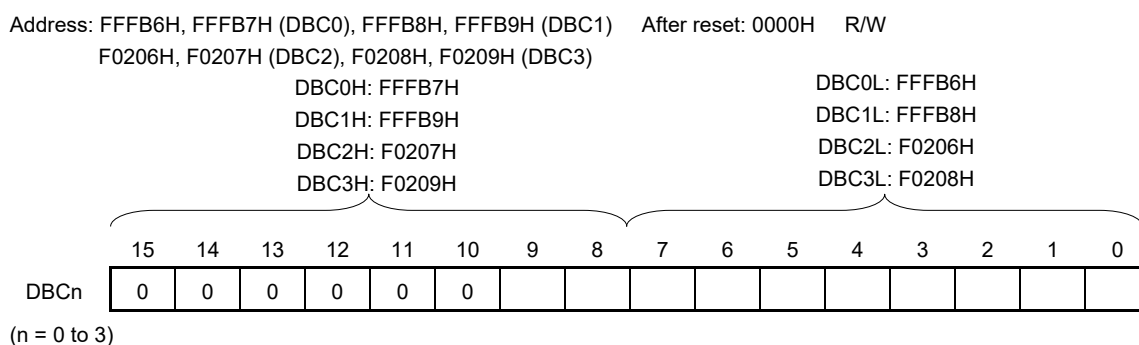 Address: FFFB6H, FFFB7H (DBC0), FFFB8H, FFFB9H (DBC1) After reset: 0000H R/W
F0206H, F0207H (DBC2), F0208H, F0209H (DBC3)
DBC0H: FFFB7H DBC0L: FFFB6H
DBC1H: FFFB9H DBC1L: FFFB8H
DBC2H: F0207H DBC2L: F0206H
DBC3H: F0209H DBC3L: F0208H
15 14 13 12 11 10 9 8 7 6 5 4 3 2 1 0
DBCn 0 0 0 0 0 0
(n = 0 to 3)